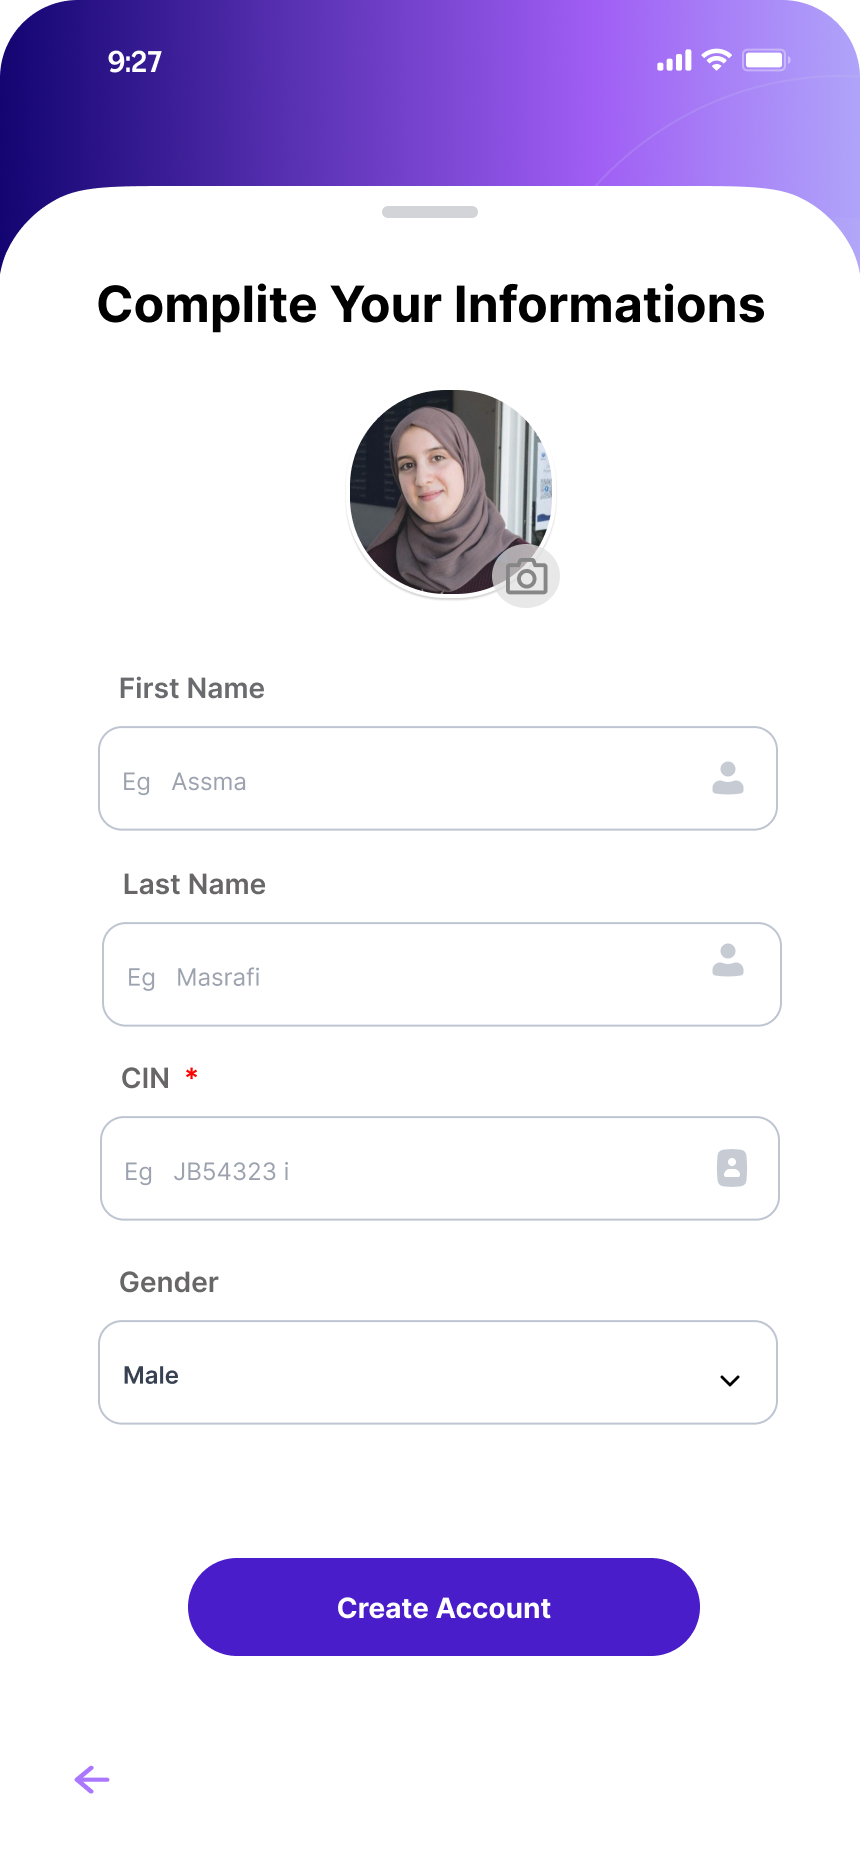 9:27
Complite Your Informations
First Name
Eg Assma
Last Name
Eg Masrafi
CIN *
Eg JB54323 i
Gender
Male
Create Account